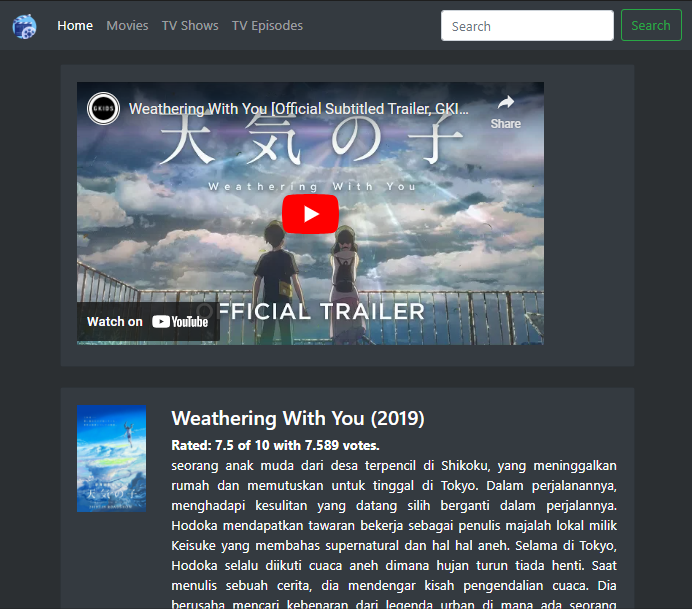 Home Movies TV Shows TV Episodes Search Search
GKIDS Weathering With You [Official Subtitled Trailer, GKI... Share
天気の子
Weathering With You
OFFICIAL TRAILER
Watch on YouTube
Weathering With You (2019)
Rated: 7.5 of 10 with 7.589 votes.
seorang anak muda dari desa terpencil di Shikoku, yang meninggalkan
rumah dan memutuskan untuk tinggal di Tokyo. Dalam perjalanannya,
menghadapi kesulitan yang datang silih berganti dalam perjalannya.
Hodoka mendapatkan tawaran bekerja sebagai penulis majalah lokal milik
Keisuke yang membahas supernatural dan hal hal aneh. Selama di Tokyo,
Hodoka selalu diikuti cuaca aneh dimana hujan turun tiada henti. Saat
menulis sebuah cerita, dia mendengar kisah pengendalian cuaca. Dia
berusaha mencari kebenaran dari legenda urban di mana ada seorang
天気の子